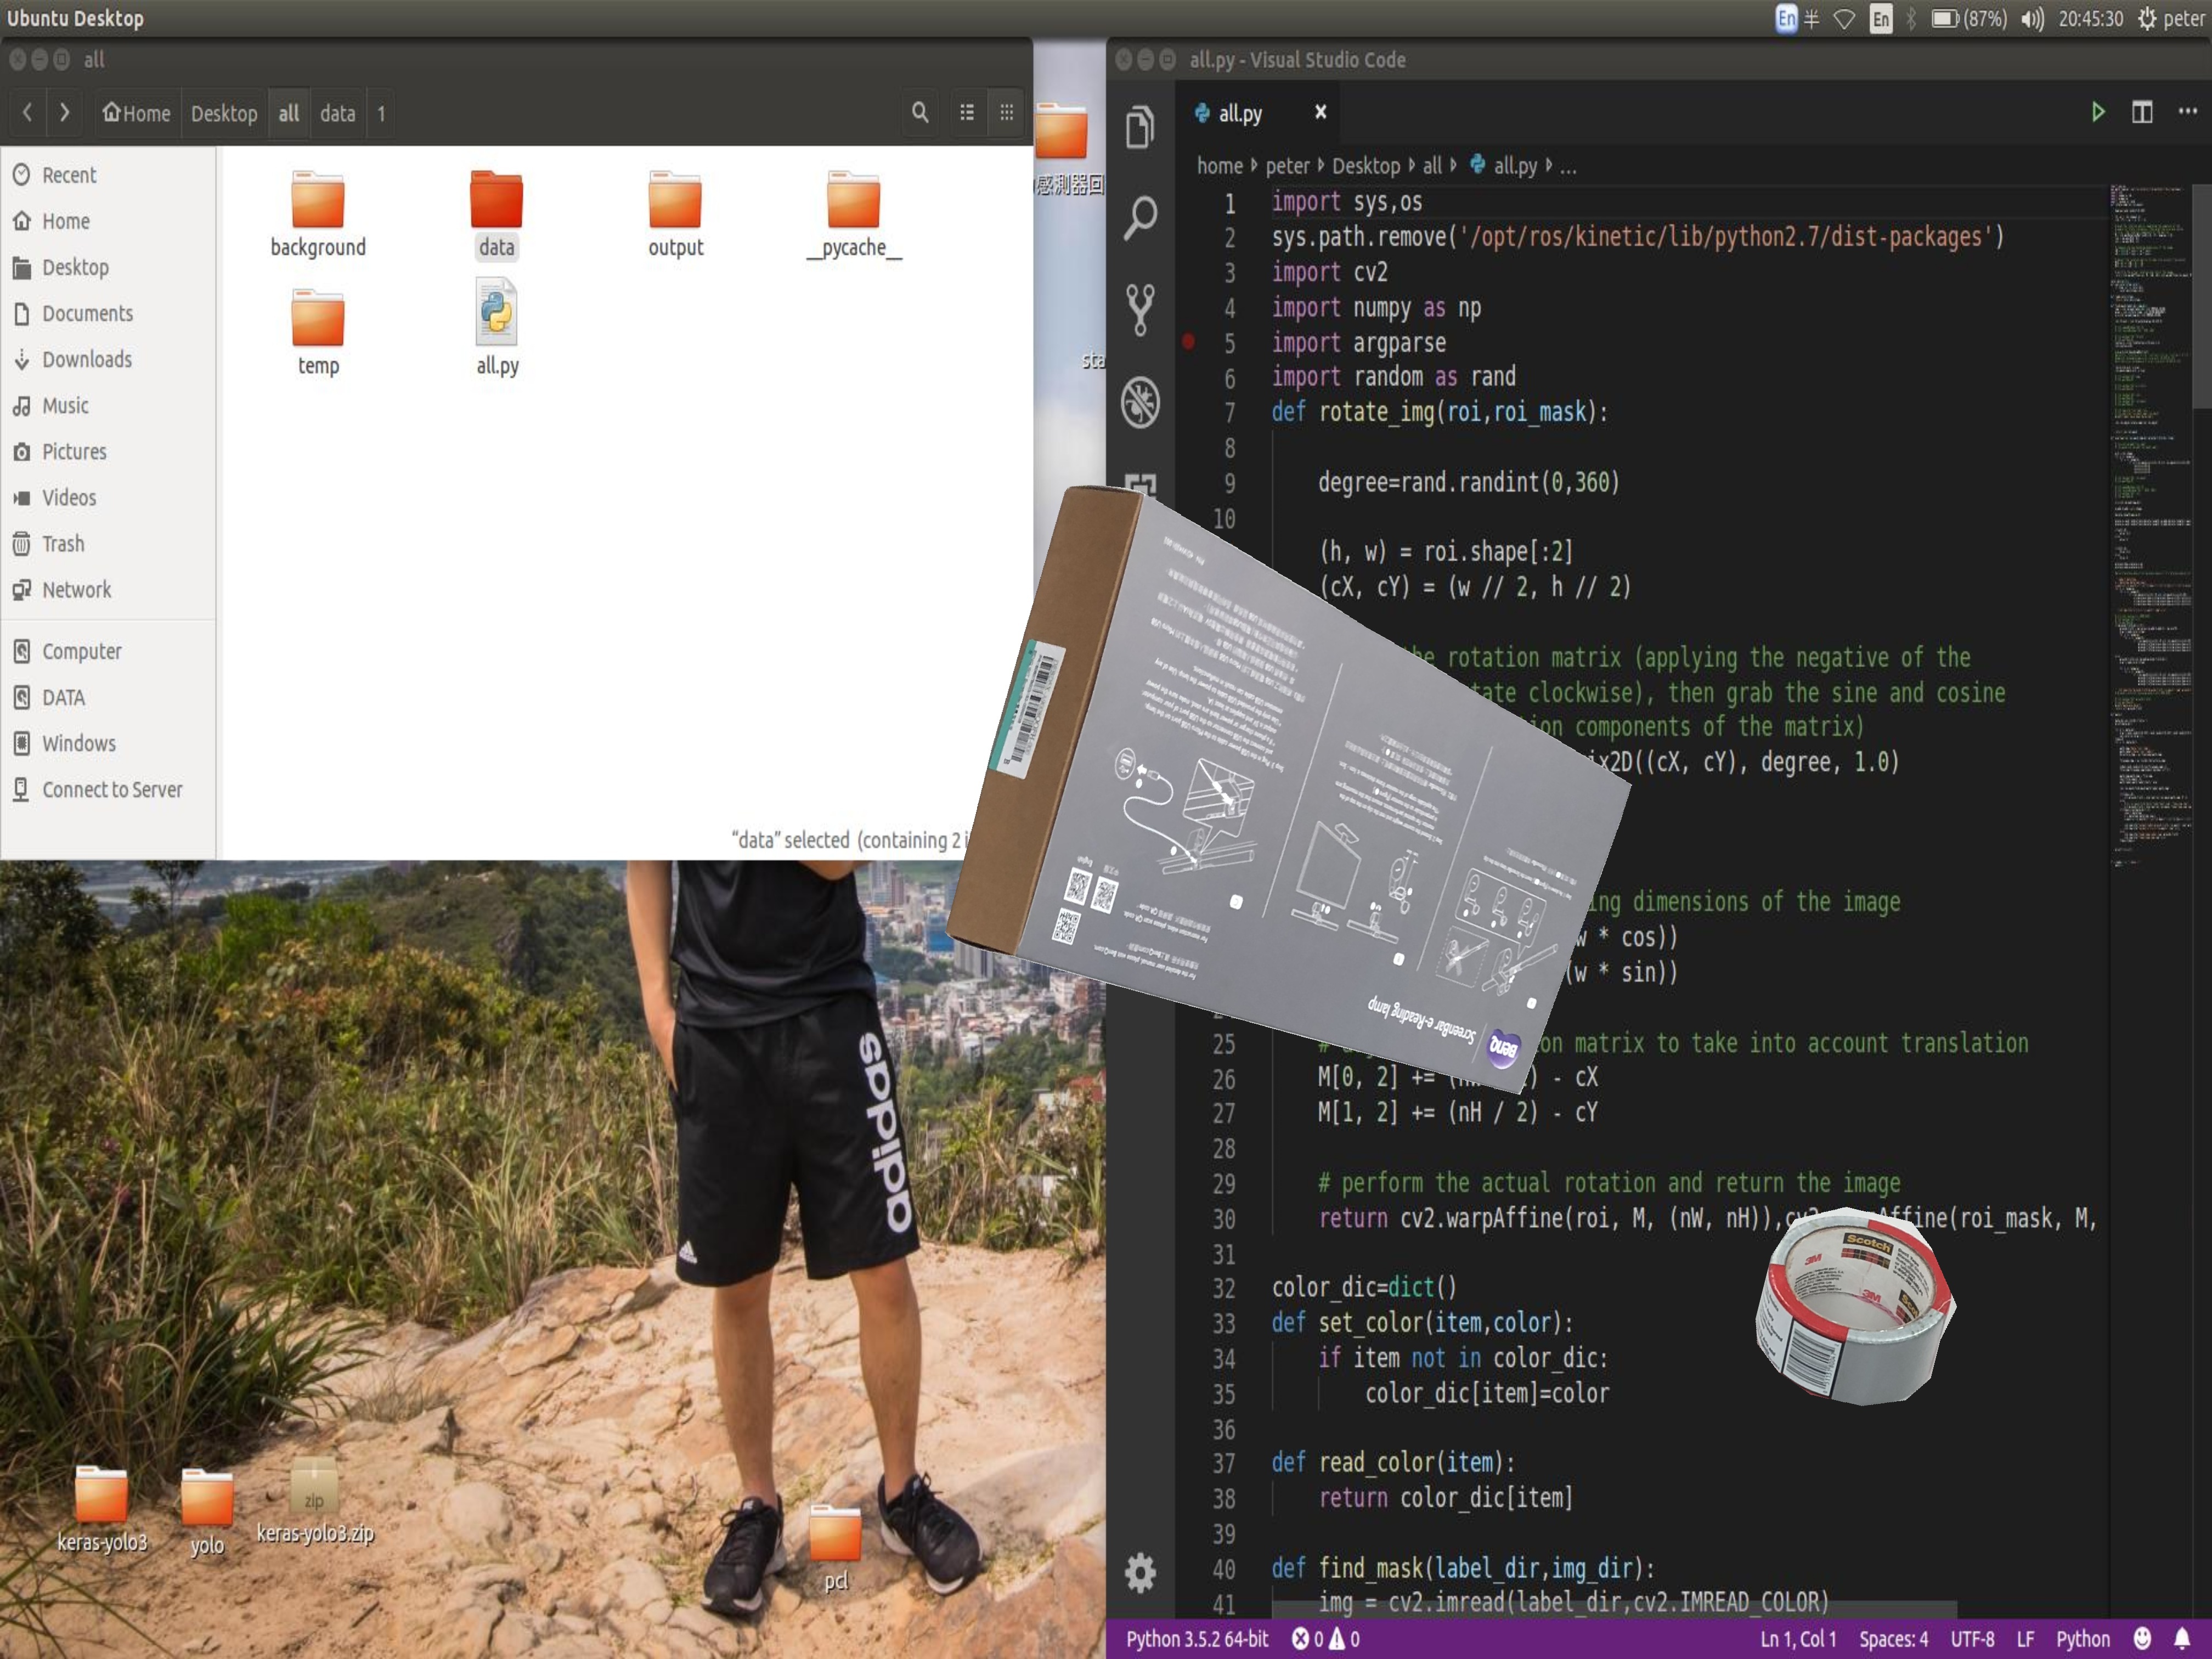 Ubuntu Desktop
En 半 En (87%) 20:45:30 peter
all
Home Desktop all data 1
Recent
Home
Desktop
Documents
Downloads
Music
Pictures
Videos
Trash
Network
Computer
DATA
Windows
Connect to Server
background data output __pycache__
temp all.py
"data" selected (containing 2 i
感測器回
sta
adidas
keras-yolo3 yolo keras-yolo3.zip
zip
pcl
all.py - Visual Studio Code
all.py
home Peter Desktop all all.py ...
1 import sys,os
2 sys.path.remove('/opt/ros/kinetic/lib/python2.7/dist-packages')
3 import cv2
4 import numpy as np
5 import argparse
6 import random as rand
7 def rotate_img(roi,roi_mask):
8
9 degree=rand.randint(0,360)
10
(h, w) = roi.shape[:2]
(cX, cY) = (w // 2, h // 2)
he rotation matrix (applying the negative of the
tate clockwise), then grab the sine and cosine
on components of the matrix)
ix2D((cX, cY), degree, 1.0)
ing dimensions of the image
w * cos))
(w * sin))
25 # on matrix to take into account translation
26 M[0, 2] += ) - cX
27 M[1, 2] += (nH / 2) - cY
28
29 # perform the actual rotation and return the image
30 return cv2.warpAffine(roi, M, (nW, nH)),cv Affine(roi_mask, M,
31
32 color_dic=dict()
33 def set_color(item,color):
34 if item not in color_dic:
35 color_dic[item]=color
36
37 def read_color(item):
38 return color_dic[item]
39
40 def find_mask(label_dir,img_dir):
41 img = cv2.imread(label_dir,cv2.IMREAD_COLOR)
BenQ
ScreenBar e-Reading lamp
English
Scotch
3M
3M
Python 3.5.2 64-bit 0 0 Ln 1, Col 1 Spaces: 4 UTF-8 LF Python